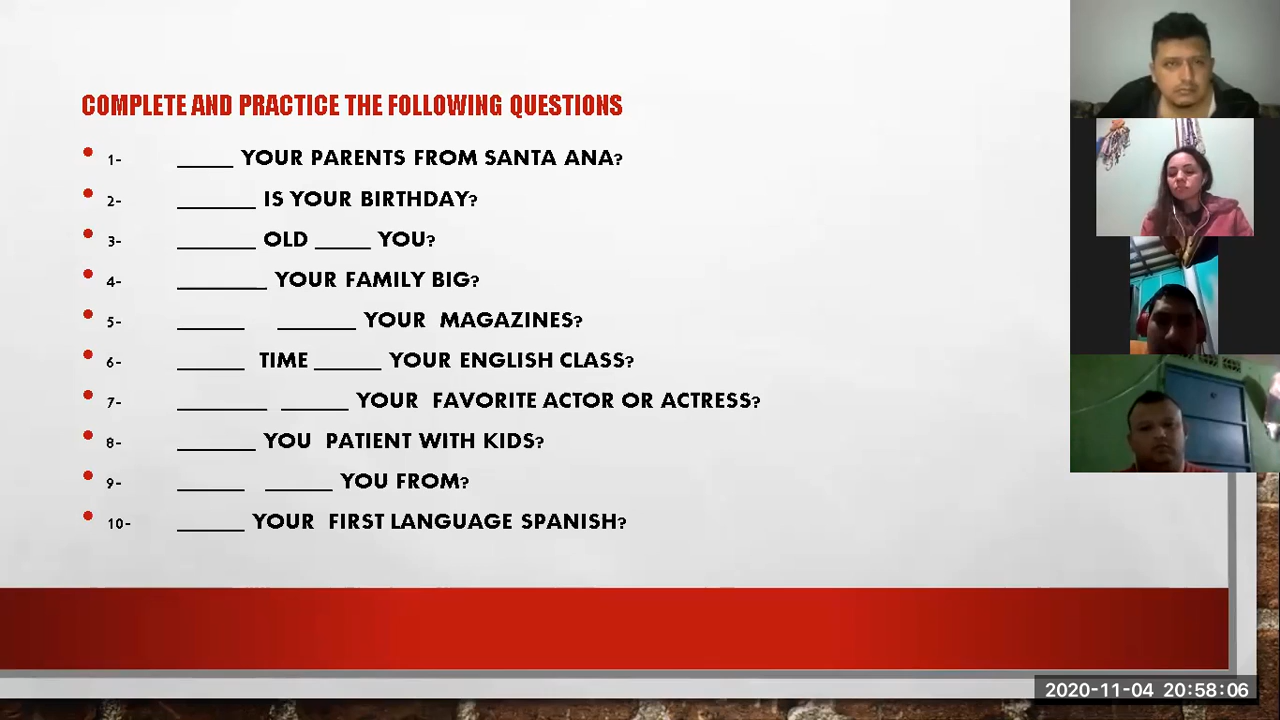 COMPLETE AND PRACTICE THE FOLLOWING QUESTIONS
• 1- _____ YOUR PARENTS FROM SANTA ANA?
• 2- _______ IS YOUR BIRTHDAY?
• 3- _______ OLD _____ YOU?
• 4- ________ YOUR FAMILY BIG?
• 5- ______ _______ YOUR MAGAZINES?
• 6- ______ TIME ______ YOUR ENGLISH CLASS?
• 7- ________ ______ YOUR FAVORITE ACTOR OR ACTRESS?
• 8- _______ YOU PATIENT WITH KIDS?
• 9- ______ ______ YOU FROM?
• 10- ______ YOUR FIRST LANGUAGE SPANISH?
2020-11-04 20:58:06